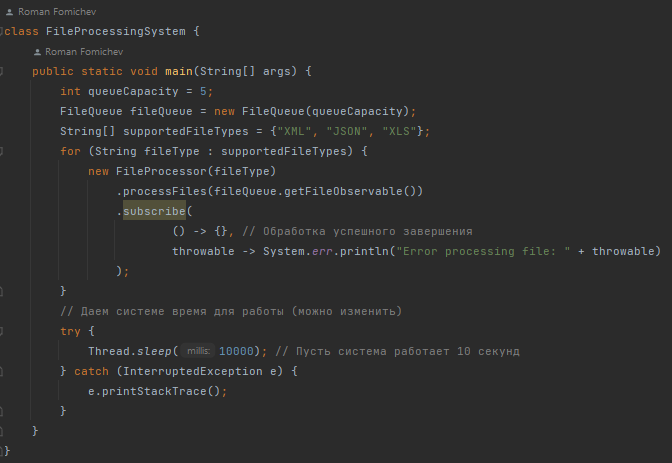 Roman Fomichev
class FileProcessingSystem {
Roman Fomichev
public static void main(String[] args) {
int queueCapacity = 5;
FileQueue fileQueue = new FileQueue(queueCapacity);
String[] supportedFileTypes = {"XML", "JSON", "XLS"};
for (String fileType : supportedFileTypes) {
new FileProcessor(fileType)
.processFiles(fileQueue.getFileObservable())
.subscribe(
() -> {}, // Обработка успешного завершения
throwable -> System.err.println("Error processing file: " + throwable)
);
}
// Даем системе время для работы (можно изменить)
try {
Thread.sleep( millis: 10000); // Пусть система работает 10 секунд
} catch (InterruptedException e) {
e.printStackTrace();
}
}
}